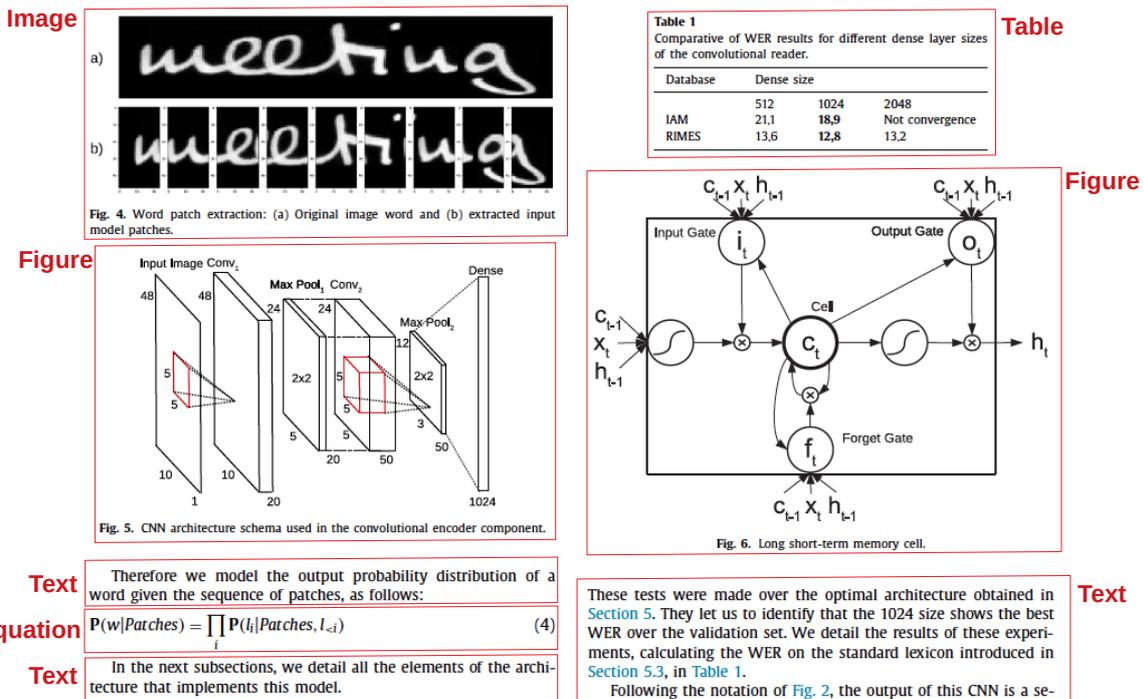 Image
a)
meeting
b)
meeting
Fig. 4. Word patch extraction: (a) Original image word and (b) extracted input
model patches.
Figure
Input Image Conv1
Max Pool1 Conv2
Dense
Max Pool2
48
48
24
24
12
5
5
2x2
5
5
2x2
3
5
5
50
10
10
20
50
1
20
1024
Fig. 5. CNN architecture schema used in the convolutional encoder component.
Text
Therefore we model the output probability distribution of a
word given the sequence of patches, as follows:
quation
P(w|Patches) = ∏i P(li|Patches, l<i) (4)
Text
In the next subsections, we detail all the elements of the archi-
tecture that implements this model.
Table
Table 1
Comparative of WER results for different dense layer sizes
of the convolutional reader.
Database Dense size
512 1024 2048
IAM 21,1 18,9 Not convergence
RIMES 13,6 12,8 13,2
Figure
ct-1 xt ht-1
ct-1 xt ht-1
Input Gate
it
Output Gate
ot
Cell
ct-1
xt
ht-1
ct
ht
Forget Gate
ft
ct-1 xt ht-1
Fig. 6. Long short-term memory cell.
Text
These tests were made over the optimal architecture obtained in
Section 5. They let us to identify that the 1024 size shows the best
WER over the validation set. We detail the results of these experi-
ments, calculating the WER on the standard lexicon introduced in
Section 5.3, in Table 1.
Following the notation of Fig. 2, the output of this CNN is a se-